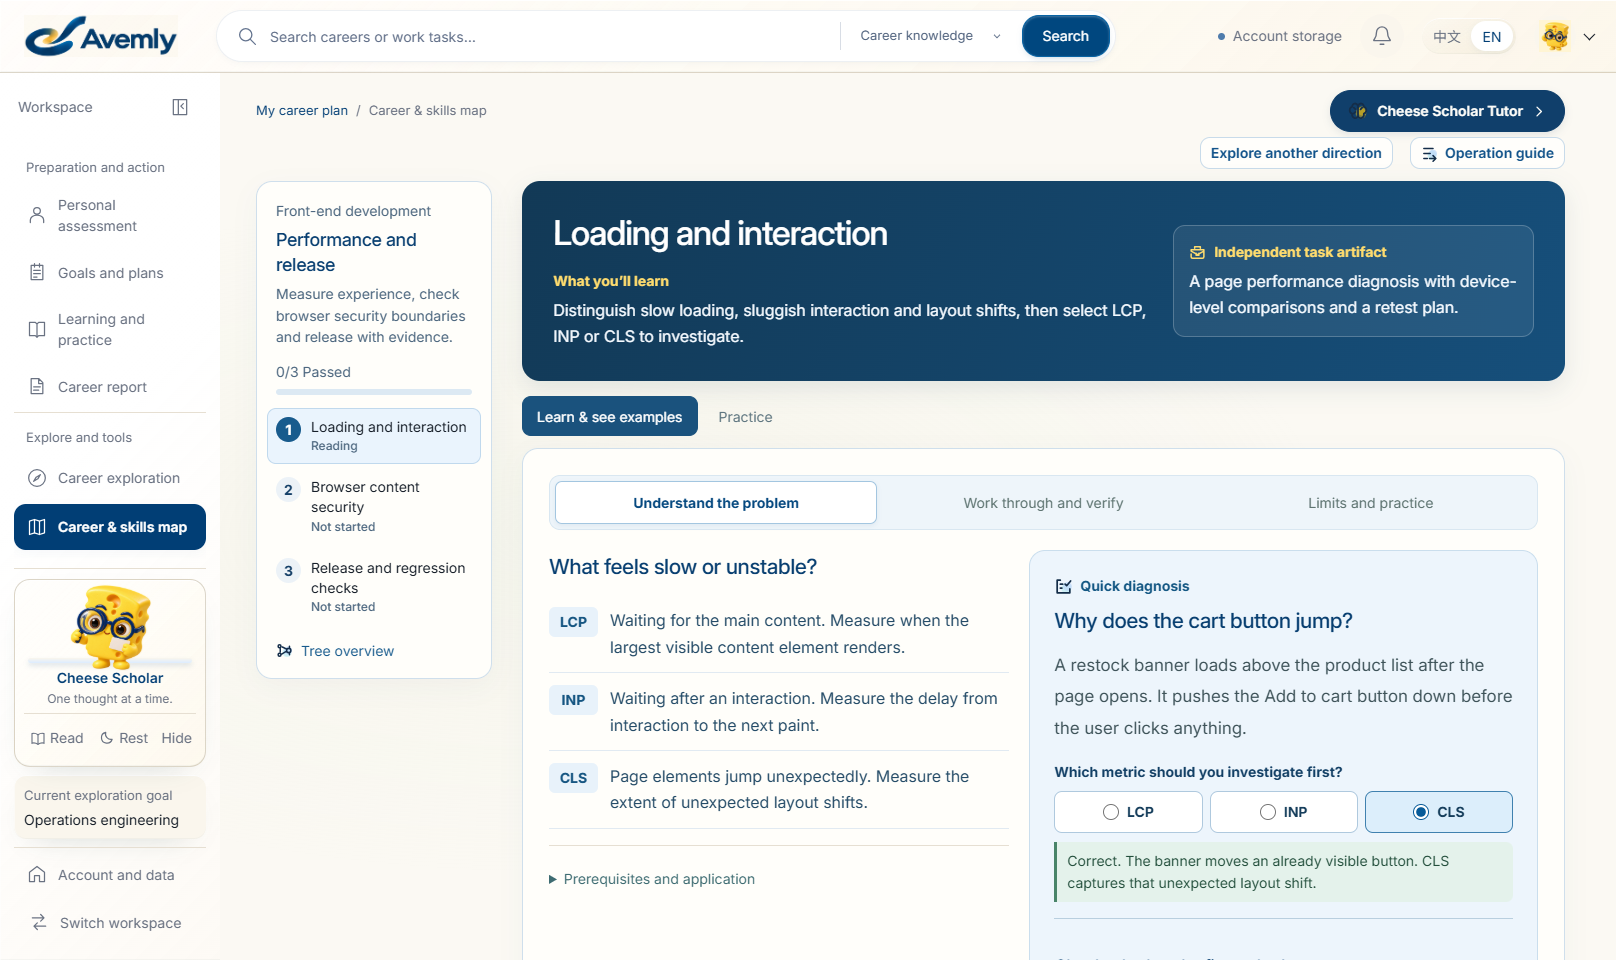 Avemly
Search careers or work tasks...
Career knowledge
Search
Account storage
中文
EN
Workspace
Preparation and action
Personal
assessment
Goals and plans
Learning and
practice
Career report
Explore and tools
Career exploration
Career & skills map
Cheese Scholar
One thought at a time.
Read
Rest
Hide
Current exploration goal
Operations engineering
Account and data
Switch workspace
My career plan / Career & skills map
Cheese Scholar Tutor
Explore another direction
Operation guide
Front-end development
Performance and
release
Measure experience, check
browser security boundaries
and release with evidence.
0/3 Passed
1
Loading and interaction
Reading
2
Browser content
security
Not started
3
Release and regression
checks
Not started
Tree overview
Loading and interaction
What you’ll learn
Distinguish slow loading, sluggish interaction and layout shifts, then select LCP,
INP or CLS to investigate.
Independent task artifact
A page performance diagnosis with device-
level comparisons and a retest plan.
Learn & see examples
Practice
Understand the problem
Work through and verify
Limits and practice
What feels slow or unstable?
LCP
Waiting for the main content. Measure when the
largest visible content element renders.
INP
Waiting after an interaction. Measure the delay from
interaction to the next paint.
CLS
Page elements jump unexpectedly. Measure the
extent of unexpected layout shifts.
Prerequisites and application
Quick diagnosis
Why does the cart button jump?
A restock banner loads above the product list after the
page opens. It pushes the Add to cart button down before
the user clicks anything.
Which metric should you investigate first?
LCP
INP
CLS
Correct. The banner moves an already visible button. CLS
captures that unexpected layout shift.